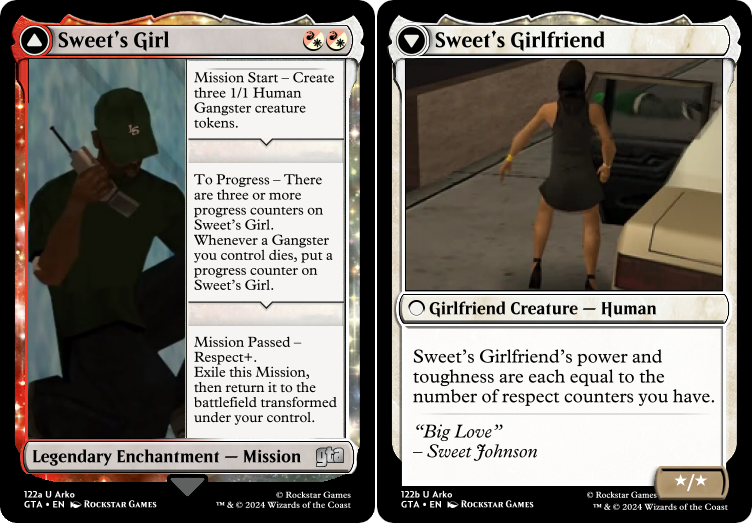 Sweet's Girl
Mission Start – Create
three 1/1 Human
Gangster creature
tokens.
To Progress – There
are three or more
progress counters on
Sweet's Girl.
Whenever a Gangster
you control dies, put a
progress counter on
Sweet's Girl.
Mission Passed –
Respect+.
Exile this Mission,
then return it to the
battlefield transformed
under your control.
Legendary Enchantment — Mission
gta
122a U Arko
GTA • EN Rockstar Games
© Rockstar Games
™ & © 2024 Wizards of the Coast
LS
Sweet's Girlfriend
Girlfriend Creature — Human
Sweet's Girlfriend's power and
toughness are each equal to the
number of respect counters you have.
“Big Love”
– Sweet Johnson
★/★
122b U Arko
GTA • EN Rockstar Games
© Rockstar Games
™ & © 2024 Wizards of the Coast